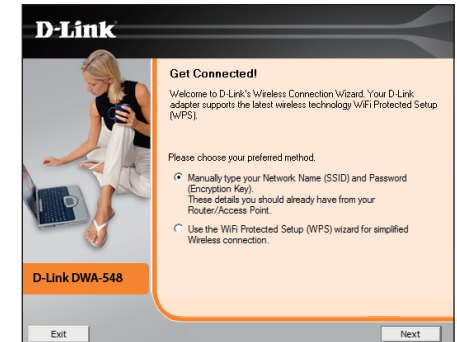 D-Link
Get Connected!
Welcome to D-Link's Wireless Connection Wizard. Your D-Link
adapter supports the latest wireless technology WiFi Protected Setup
(WPS).
Please choose your preferred method.
Manually type your Network Name (SSID) and Password
(Encryption Key).
These details you should already have from your
Router/Access Point.
Use the WiFi Protected Setup (WPS) wizard for simplified
Wireless connection.
D-Link DWA-548
Exit
Next